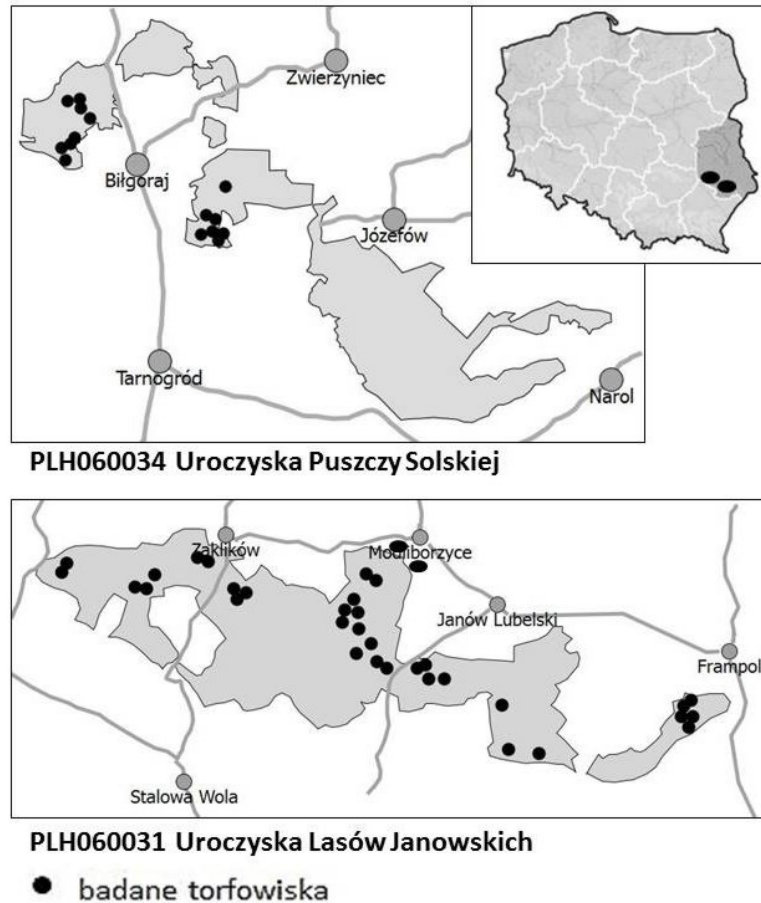 Zwierzyniec
Biłgoraj
Józefów
Tarnogród
Narol
PLH060034 Uroczyska Puszczy Solskiej
Zaklików
Modliborzyce
Janów Lubelski
Frampol
Stalowa Wola
PLH060031 Uroczyska Lasów Janowskich
badane torfowiska